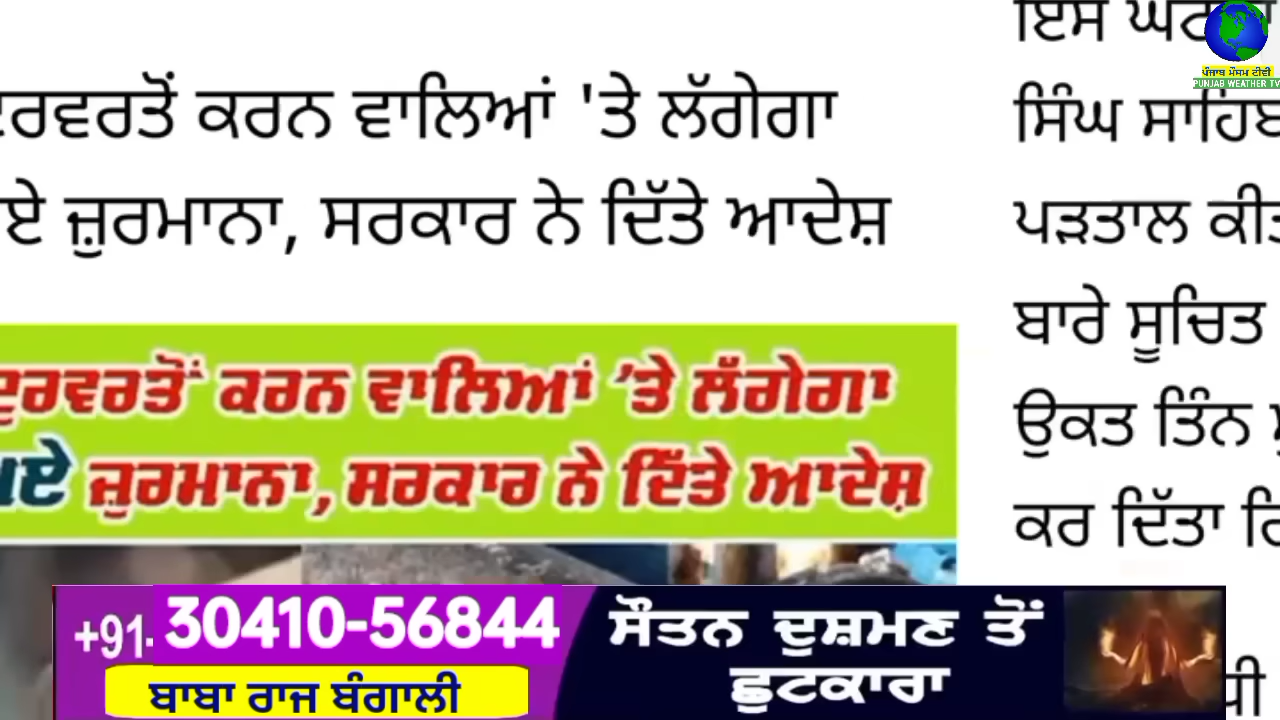 ਕਰਨ ਵਾਲਿਆਂ 'ਤੇ ਲੱਗੇਗਾ
ਜ਼ੁਰਮਾਨਾ, ਸਰਕਾਰ ਨੇ ਦਿੱਤੇ ਆਦੇਸ਼
ਦੁਰਵਰਤੋਂ ਕਰਨ ਵਾਲਿਆਂ ’ਤੇ ਲੱਗੇਗਾ
ਜ਼ੁਰਮਾਨਾ, ਸਰਕਾਰ ਨੇ ਦਿੱਤੇ ਆਦੇਸ਼
ਇਸ
ਸਿੰਘ ਸਾਹਿਬ
ਪੜਤਾਲ
ਬਾਰੇ ਸੂਚਿਤ
ਉਕਤ ਤਿੰਨ
ਕਰ ਦਿੱਤਾ
ਪੰਜਾਬ ਮੌਸਮ ਟੀਵੀ
PUNJAB WEATHER TV
+91- 30410-56844
ਬਾਬਾ ਰਾਜ ਬੰਗਾਲੀ
ਸੌਤਨ ਦੁਸ਼ਮਣ ਤੋਂ
ਛੁਟਕਾਰਾ